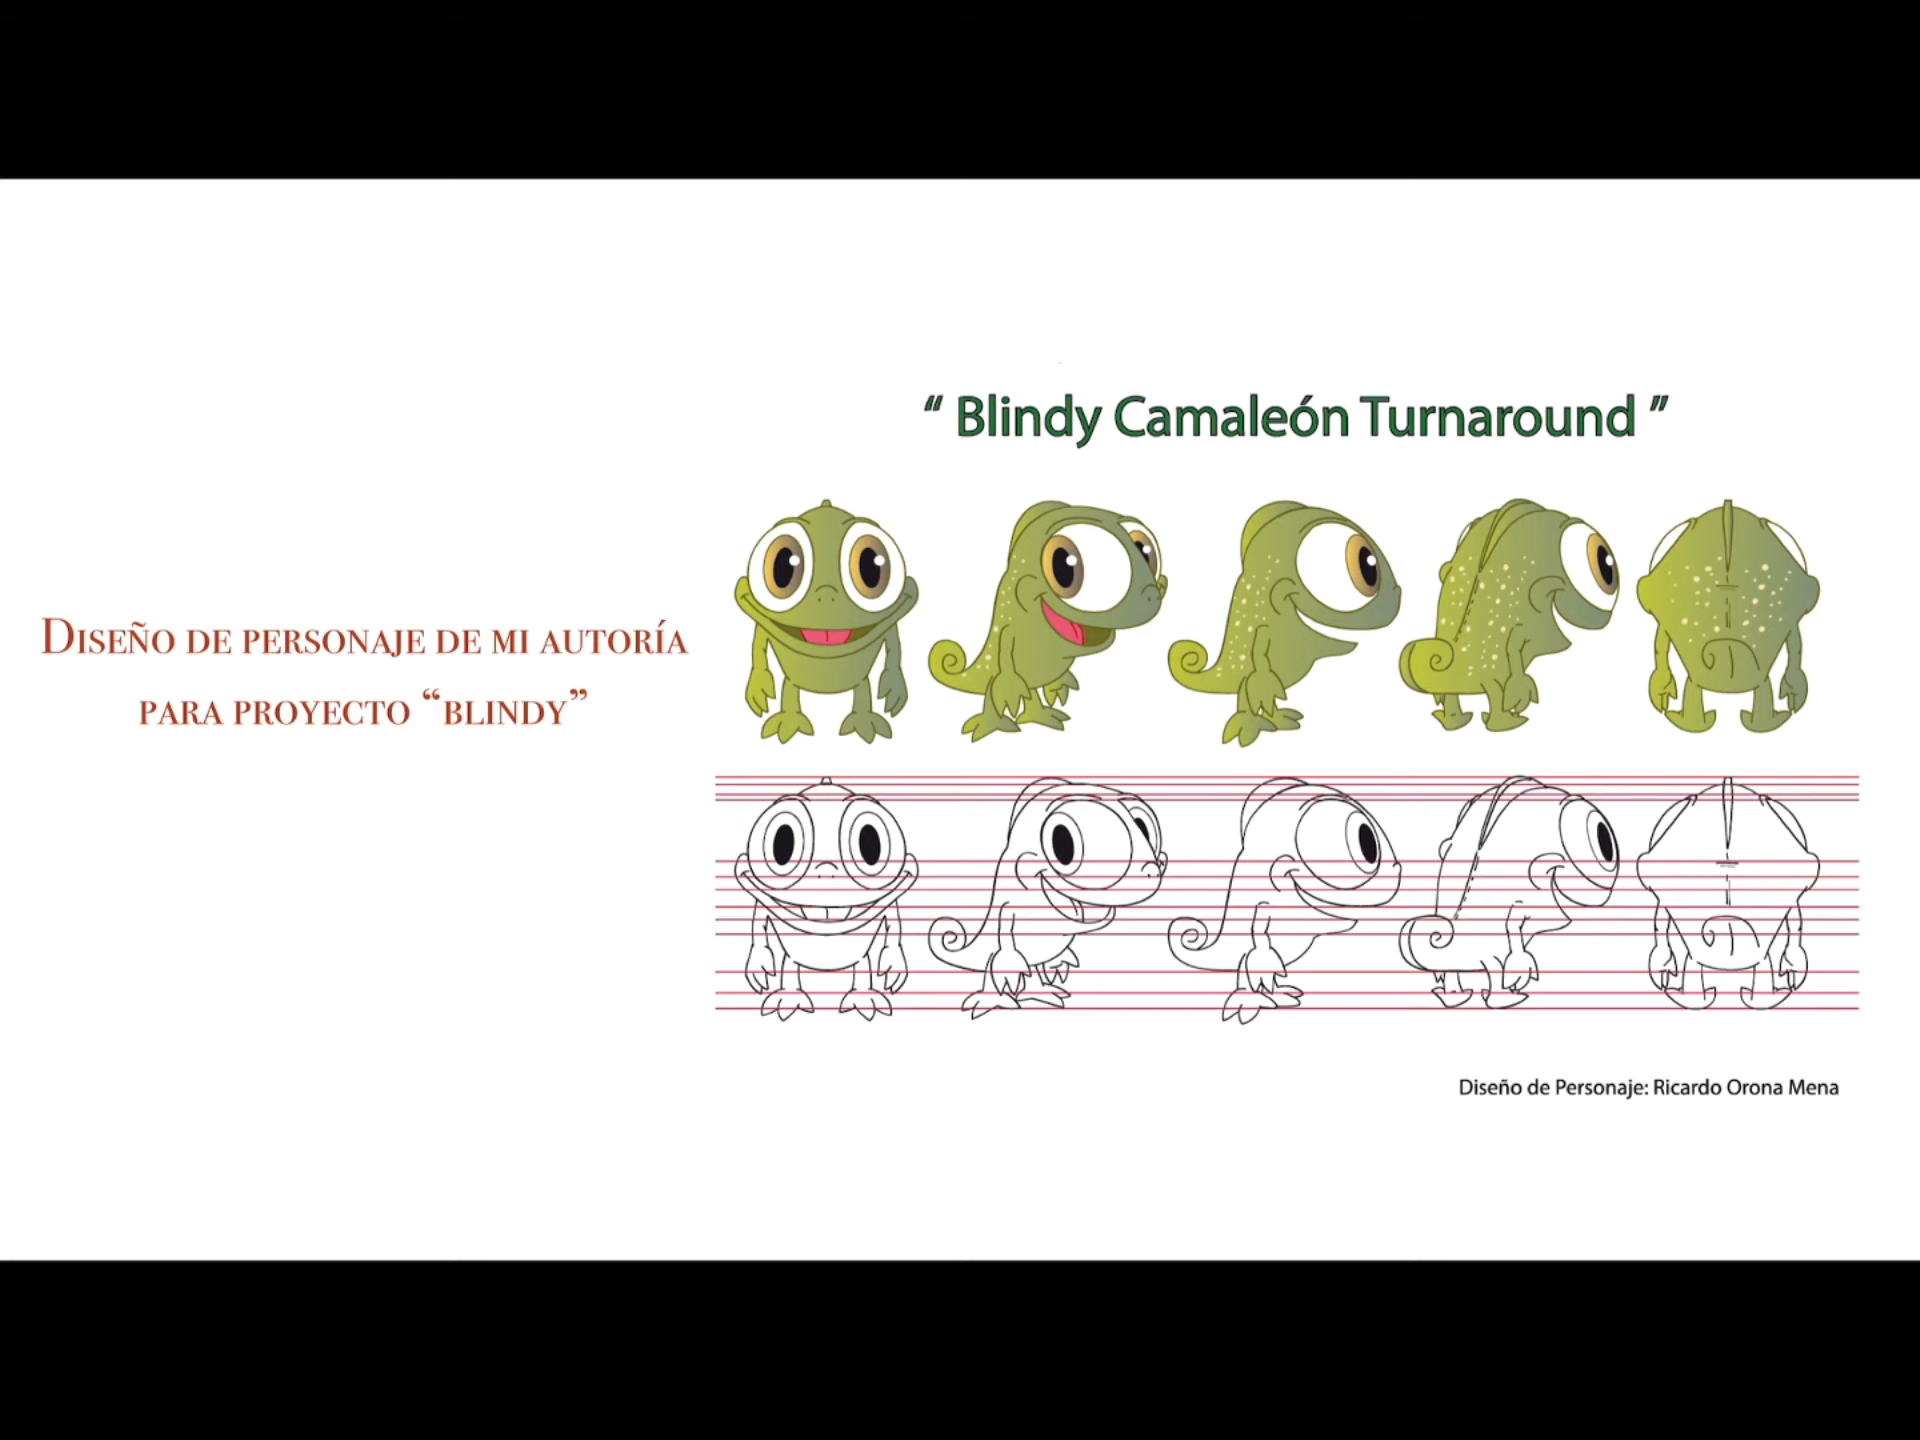 “ Blindy Camaleón Turnaround ”
Diseño de personaje de mi autoría
para proyecto “blindy”
Diseño de Personaje: Ricardo Orona Mena